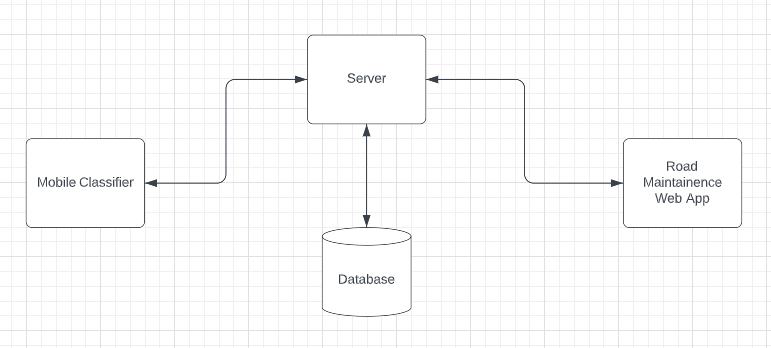 Server
Mobile Classifier
Road
Maintainence
Web App
Database